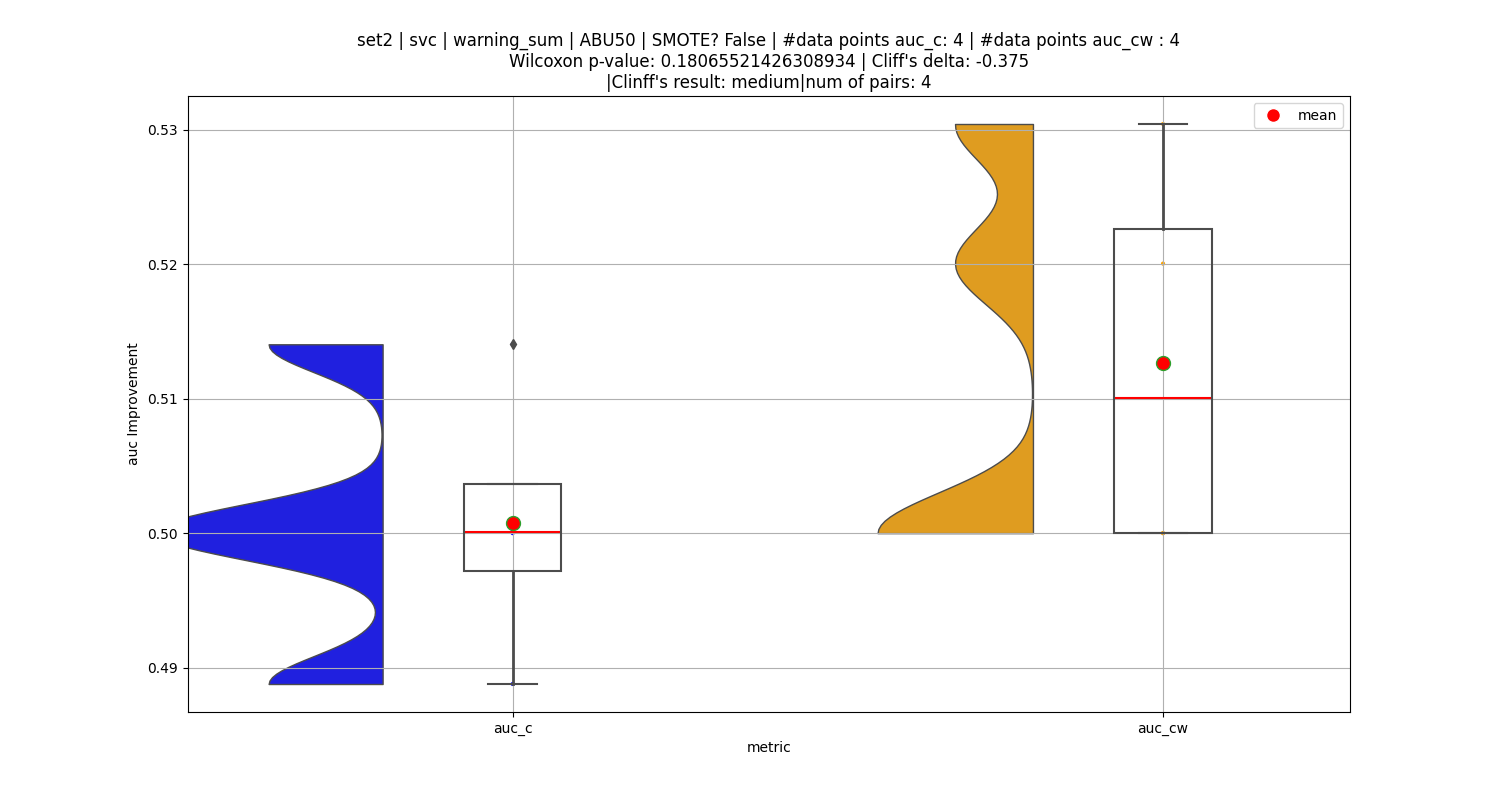 set2 | svc | warning_sum | ABU50 | SMOTE? False | #data points auc_c: 4 | #data points auc_cw : 4
Wilcoxon p-value: 0.18065521426308934 | Cliff's delta: -0.375
|Clinff's result: medium|num of pairs: 4
mean
0.53
0.52
0.51
0.50
0.49
auc Improvement
auc_c
auc_cw
metric